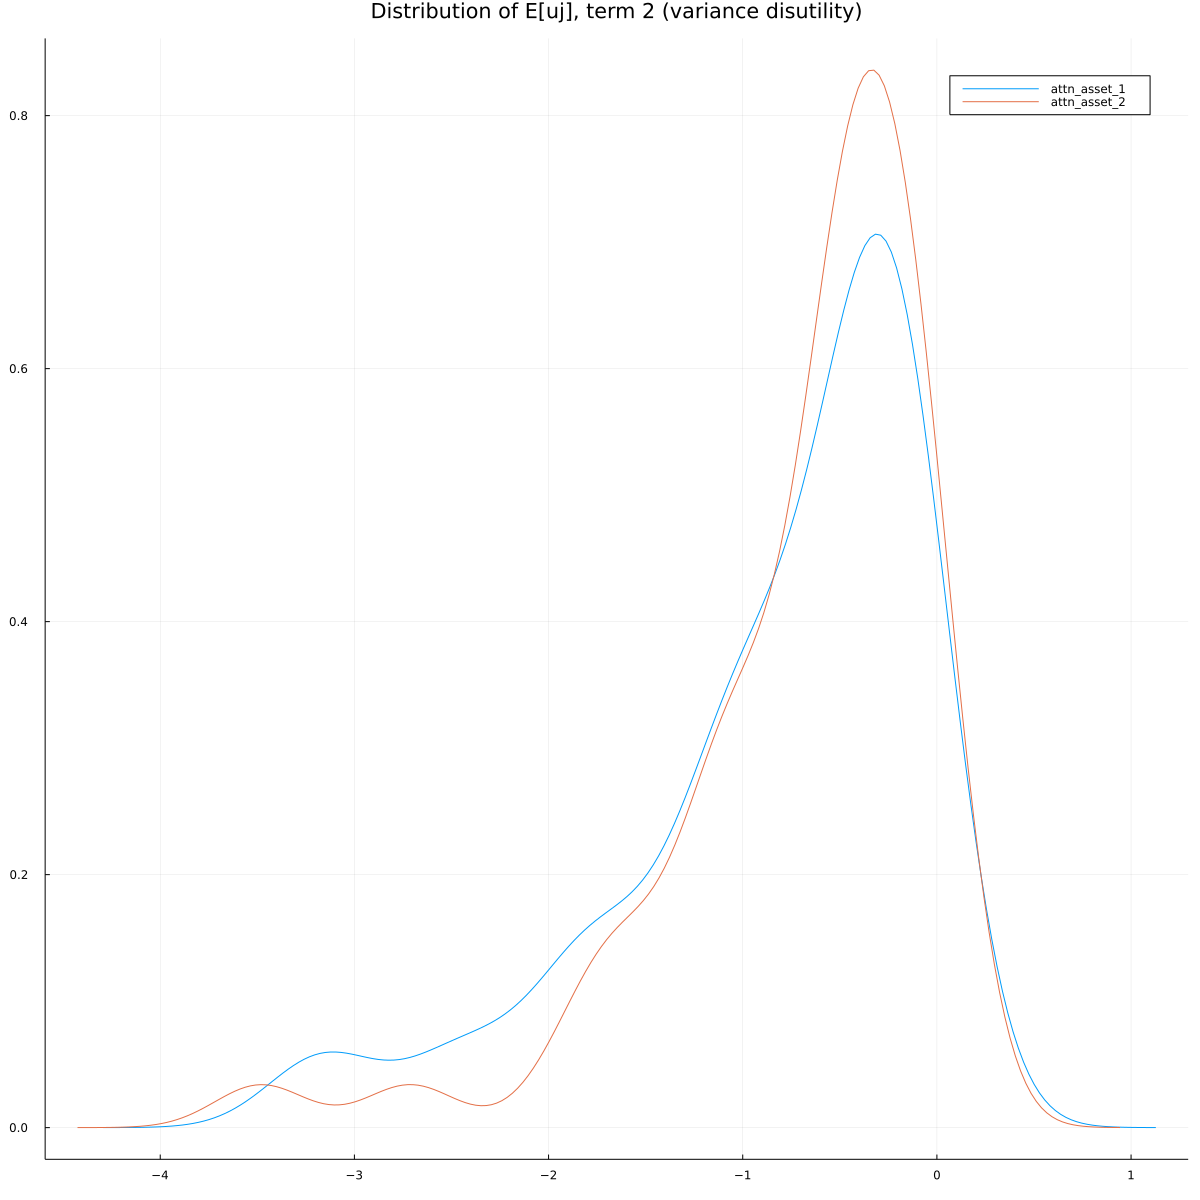 Distribution of E[uj], term 2 (variance disutility)
attn_asset_1
attn_asset_2
0.8
0.6
0.4
0.2
0.0
−4 −3 −2 −1 0 1